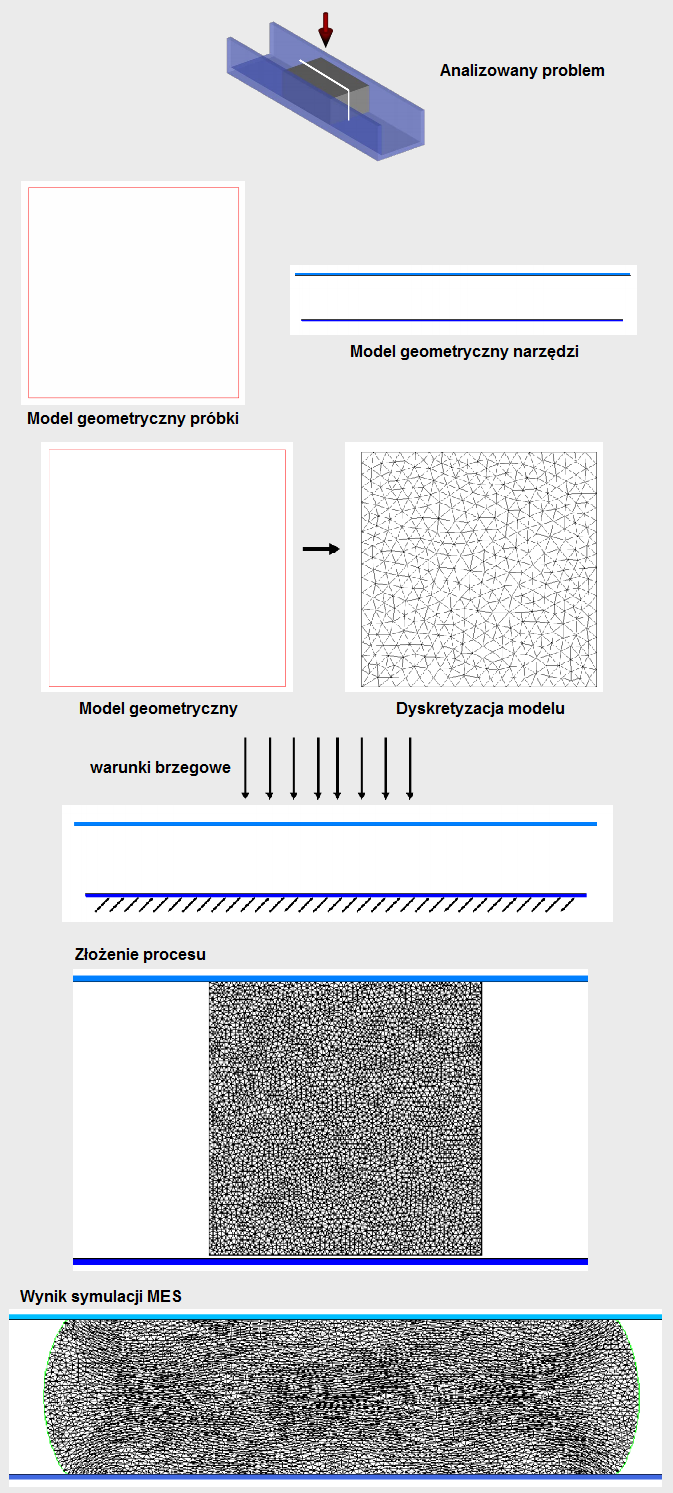 Analizowany problem
Model geometryczny narzędzi
Model geometryczny próbki
Model geometryczny
Dyskretyzacja modelu
warunki brzegowe
Złożenie procesu
Wynik symulacji MES